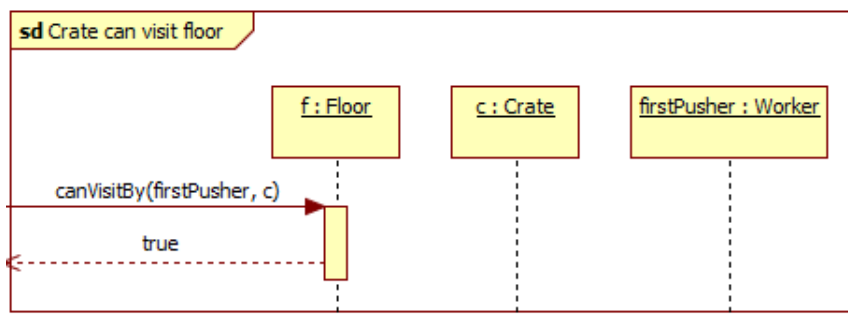 sd Crate can visit floor
f : Floor
c : Crate
firstPusher : Worker
canVisitBy(firstPusher, c)
true